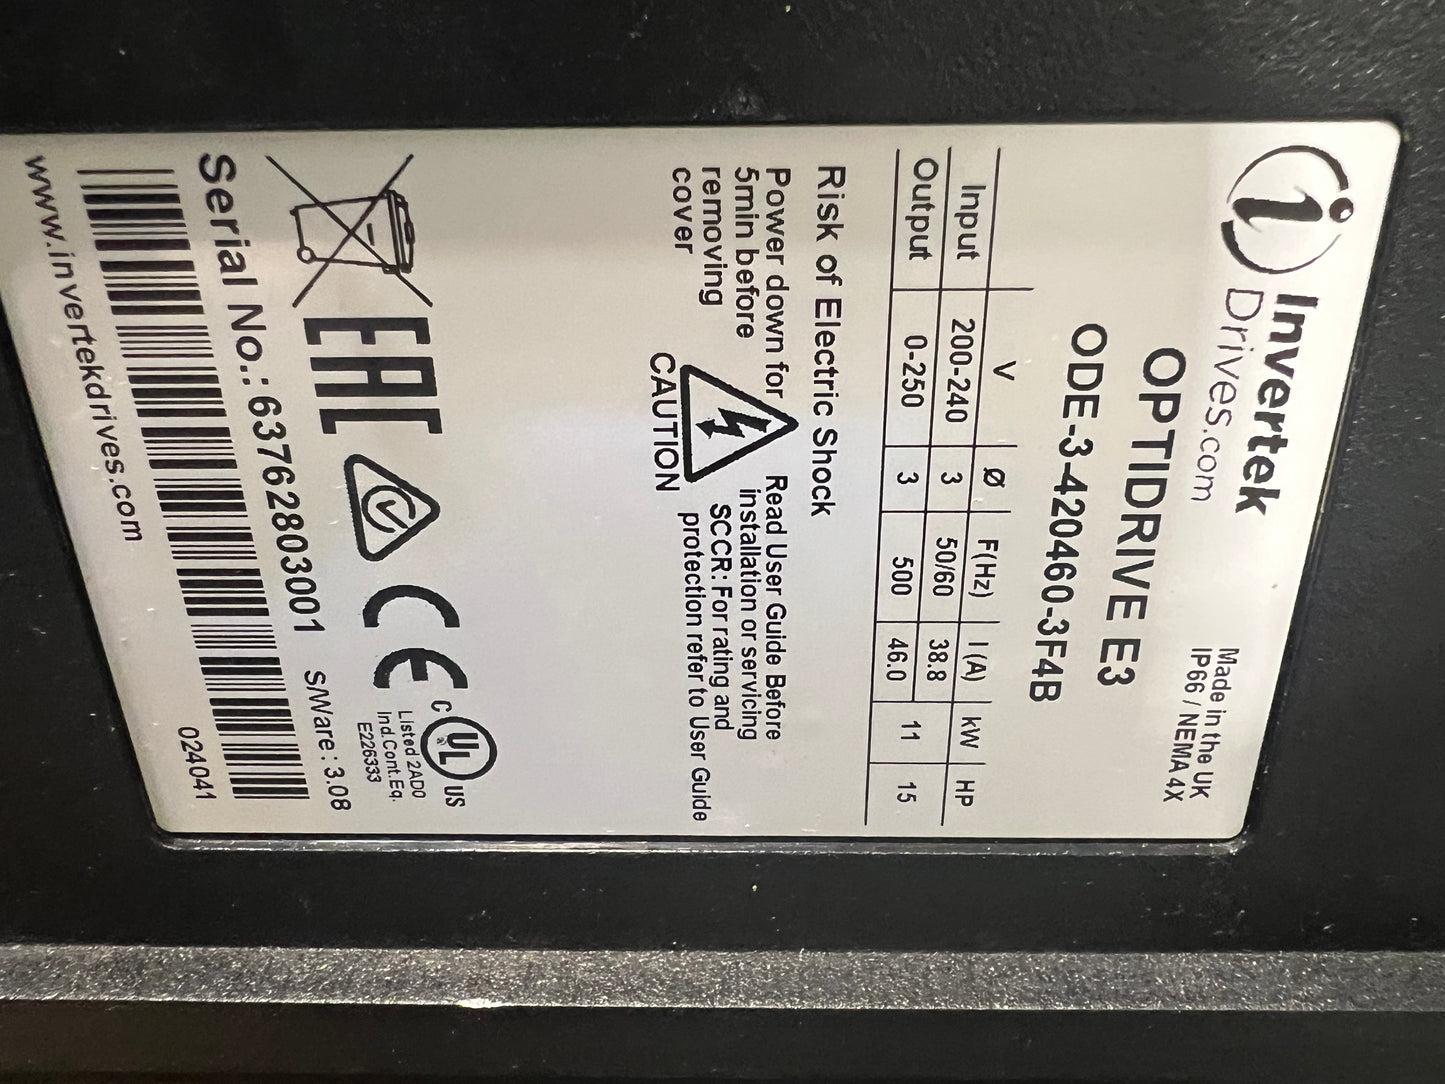 Invertek
Drives.com
Made in the UK
IP66 / NEMA 4X
OPTIDRIVE E3
ODE-3-420460-3F4B
V Ø F(Hz) I (A) kW HP
Input 200-240 3 50/60 38.8
Output 0-250 3 500 46.0 11 15
Risk of Electric Shock
Power down for
5min before
removing
cover
CAUTION
Read User Guide Before
installation or servicing
SCCR: For rating and
protection refer to User Guide
EAC
CE
c UL ® US
Listed 2AD0
Ind.Cont.Eq.
E226333
Serial No.: 63762803001 S/Ware : 3.08
024041
www.invertekdrives.com